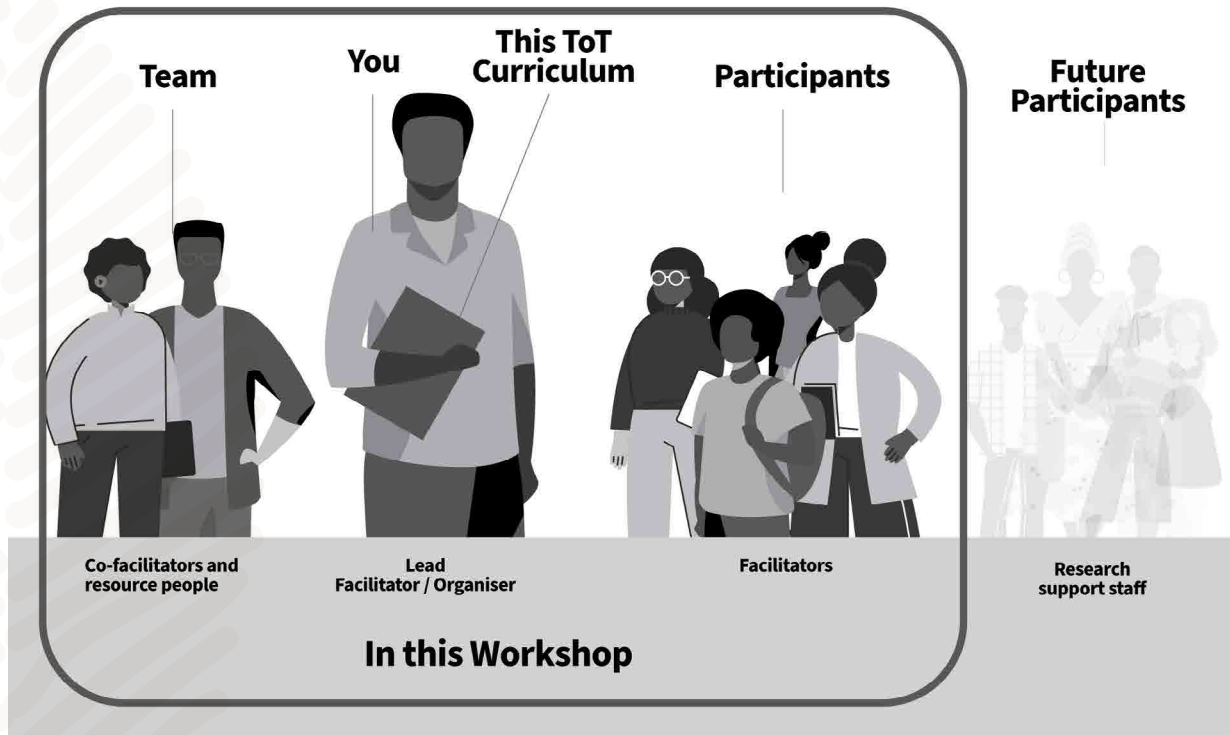 Team
You
This ToT
Curriculum
Participants
Future
Participants
Co-facilitators and
resource people
Lead
Facilitator / Organiser
Facilitators
Research
support staff
In this Workshop